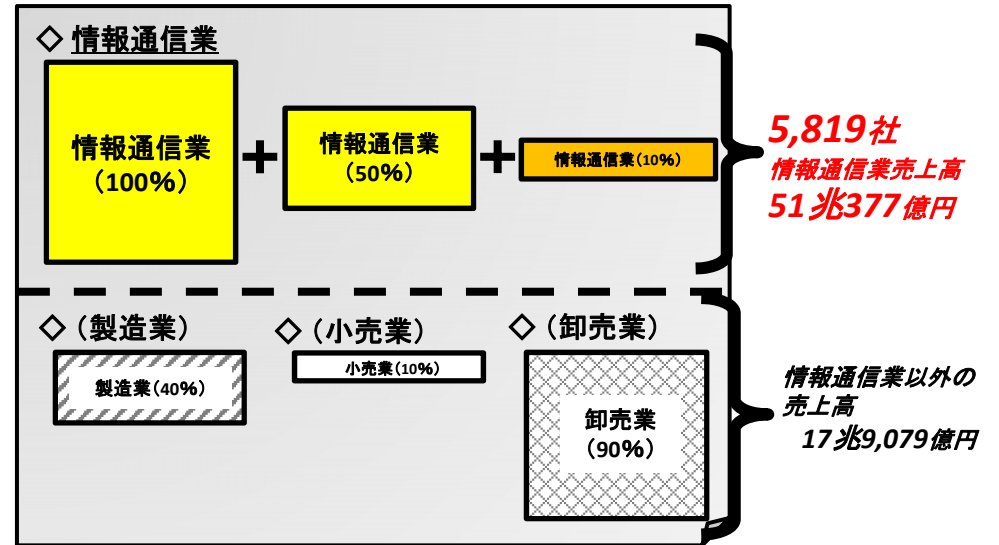 ◇ 情報通信業
情報通信業
（100%）
+
情報通信業
（50%）
+
情報通信業（10%）
5,819社
情報通信業売上高
51兆377億円
◇（製造業）
製造業（40%）
◇（小売業）
小売業（10%）
◇（卸売業）
卸売業
（90%）
情報通信業以外の
売上高
17兆9,079億円